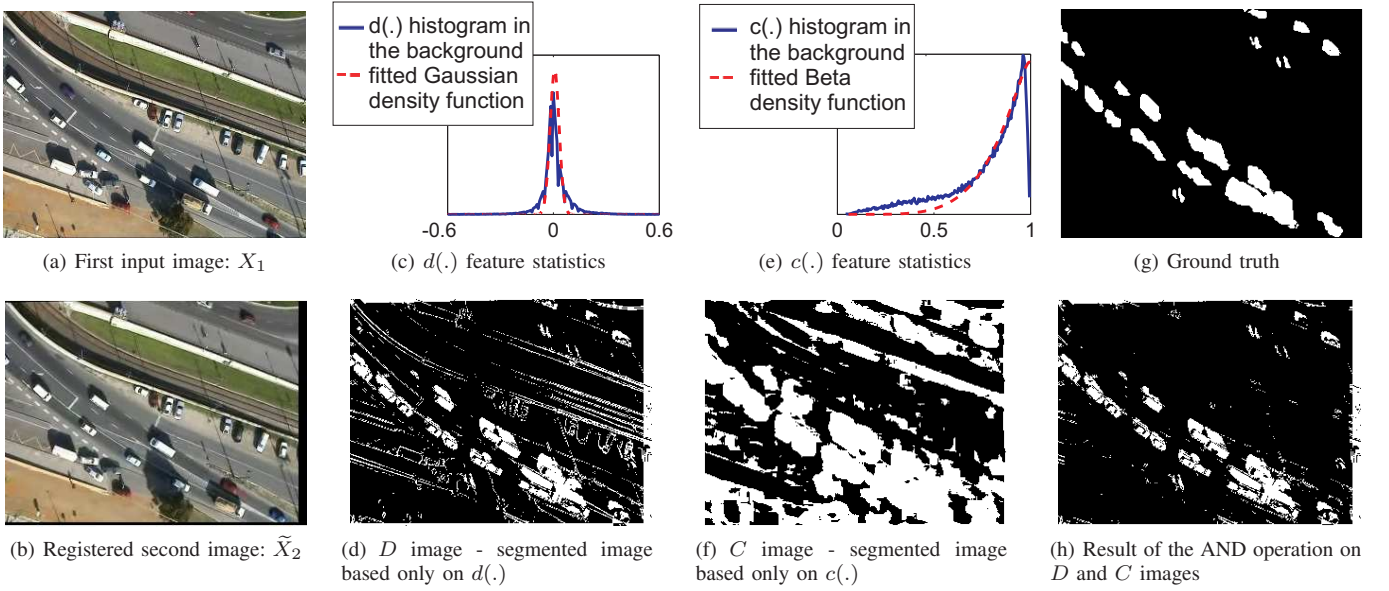 d(.) histogram in
the background
fitted Gaussian
density function
-0.6 0 0.6
c(.) histogram in
the background
fitted Beta
density function
0 0.5 1
(a) First input image: X₁
(c) d(.) feature statistics
(e) c(.) feature statistics
(g) Ground truth
(b) Registered second image: X̃₂
(d) D image - segmented image
based only on d(.)
(f) C image - segmented image
based only on c(.)
(h) Result of the AND operation on
D and C images